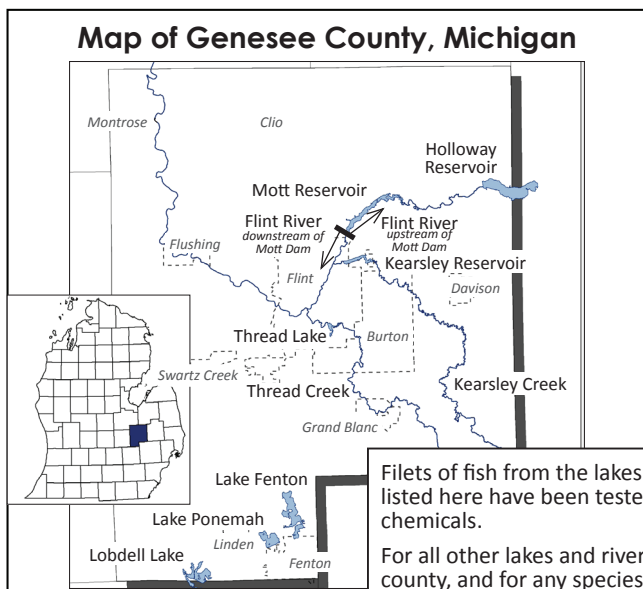 Map of Genesee County, Michigan
Montrose
Clio
Holloway
Reservoir
Mott Reservoir
Flint River
downstream of
Mott Dam
Flint River
upstream of
Mott Dam
Flushing
Kearsley Reservoir
Flint
Davison
Thread Lake
Burton
Swartz Creek
Thread Creek
Kearsley Creek
Grand Blanc
Lake Fenton
Lake Ponemah
Linden
Lobdell Lake
Fenton
Filets of fish from the lakes
listed here have been teste
chemicals.
For all other lakes and river
county, and for any species